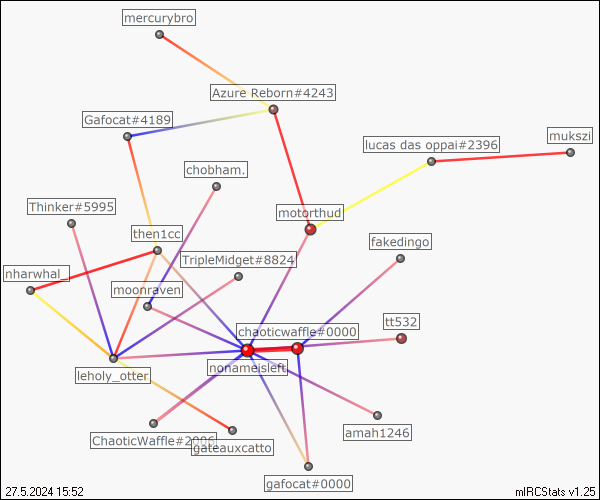 mercurybro
Azure Reborn#4243
Gafocat#4189
mukszi
lucas das oppai#2396
chobham.
Thinker#5995
motorthud
then1cc
fakedingo
TripleMidget#8824
nharwhal_
moonraven
chaoticwaffle#0000
tt532
nonameisleft
leholy_otter
amah1246
ChaoticWaffle#2006
gateauxcatto
gafocat#0000
27.5.2024 15:52
mIRCStats v1.25